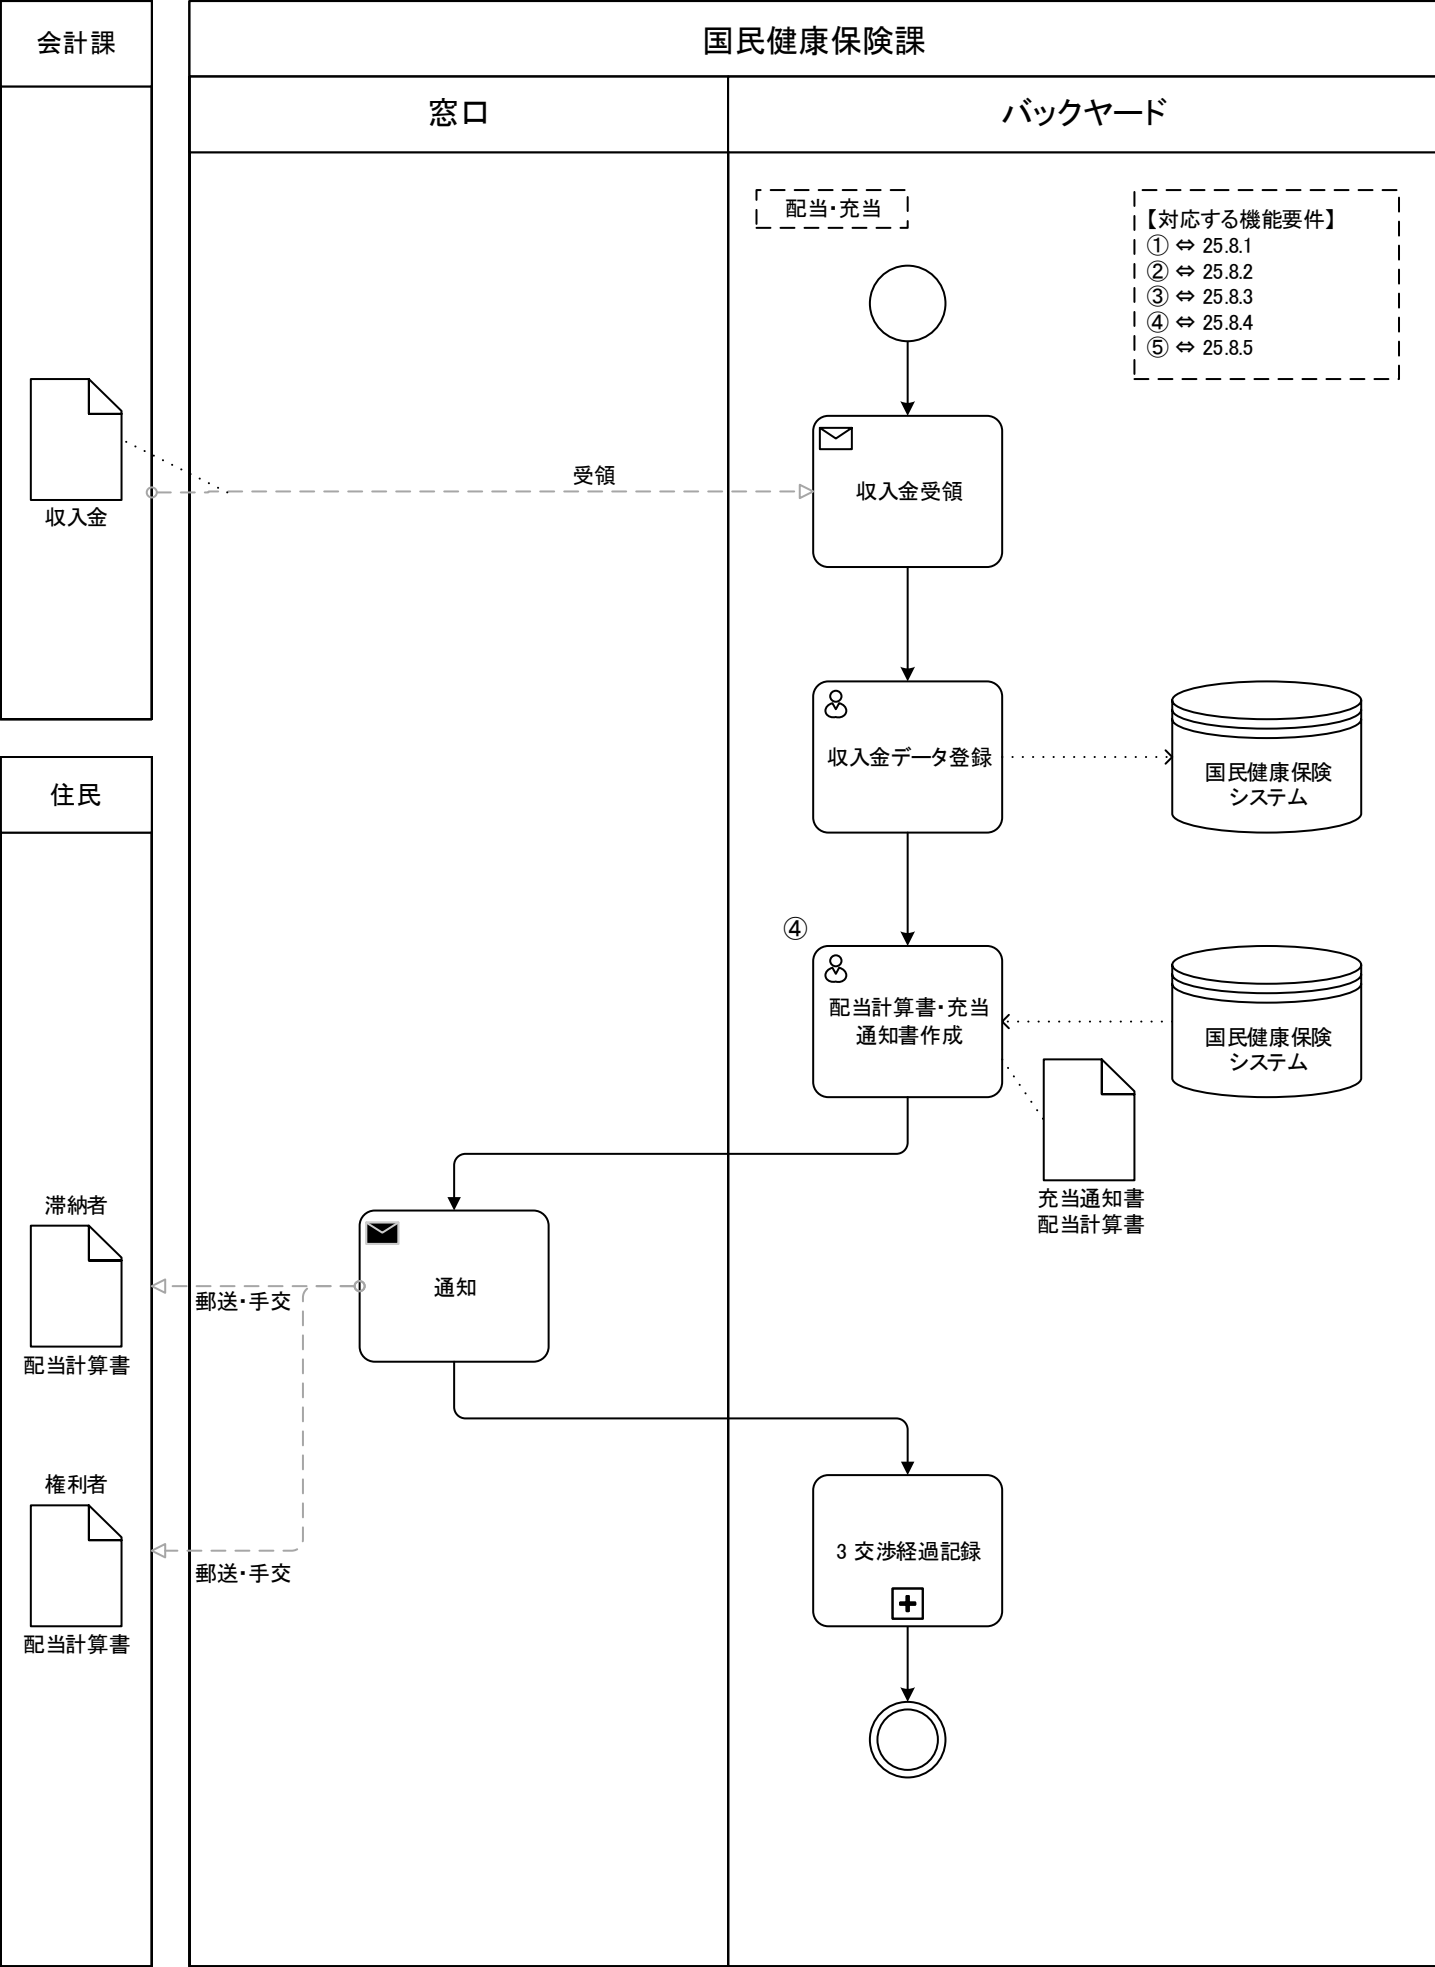 会計課
国民健康保険課
窓口
バックヤード
配当・充当
【対応する機能要件】
① ⇔ 25.8.1
② ⇔ 25.8.2
③ ⇔ 25.8.3
④ ⇔ 25.8.4
⑤ ⇔ 25.8.5
収入金
受領
収入金受領
住民
収入金データ登録
国民健康保険
システム
④
配当計算書・充当
通知書作成
国民健康保険
システム
充当通知書
配当計算書
滞納者
配当計算書
郵送・手交
通知
権利者
配当計算書
郵送・手交
3 交渉経過記録